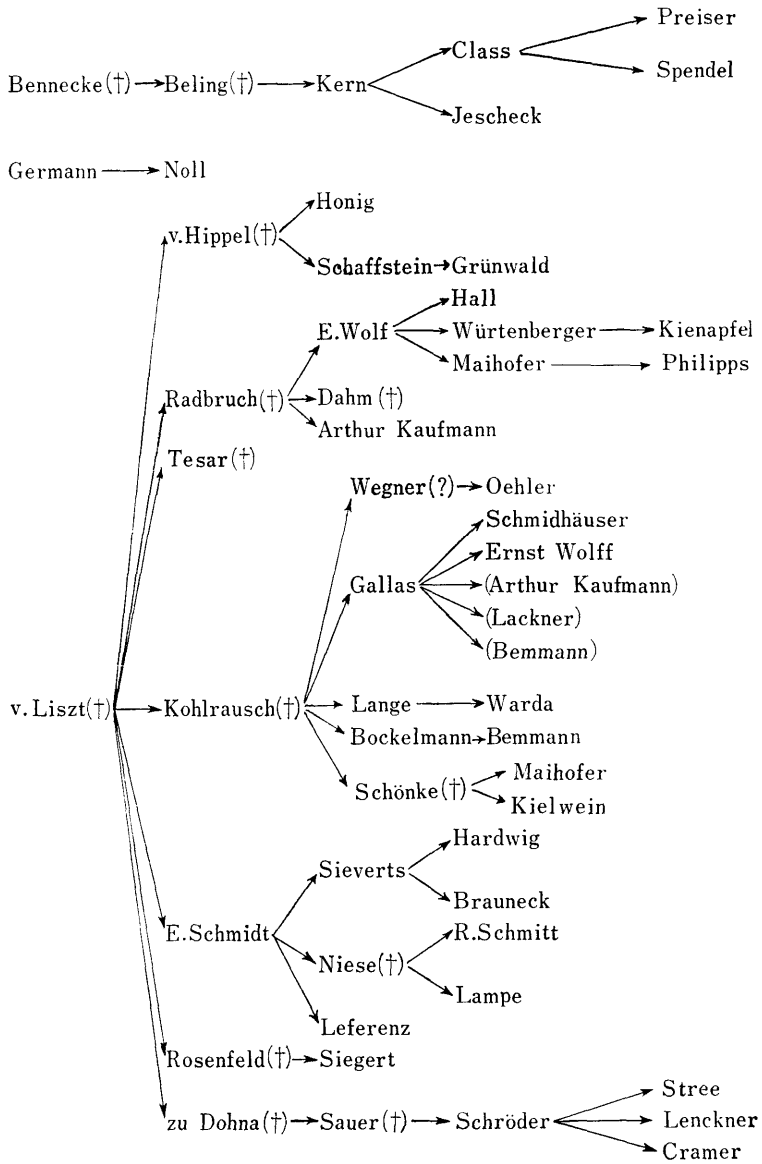 Preiser
Class
Spendel
Bennecke(†) → Beling(†) → Kern
Jescheck
Germann → Noll
Honig
v.Hippel(†)
Schaffstein → Grünwald
Hall
E.Wolf Würtenberger → Kienapfel
Maihofer → Philipps
Radbruch(†) Dahm (†)
Arthur Kaufmann
Tesar(†)
Wegner(?) → Oehler
Schmidhäuser
Ernst Wolff
Gallas (Arthur Kaufmann)
(Lackner)
(Bemmann)
v.Liszt(†) → Kohlrausch(†) → Lange → Warda
Bockelmann → Bemmann
Maihofer
Schönke(†)
Kielwein
Hardwig
Sieverts
Brauneck
E.Schmidt R.Schmitt
Niese(†)
Lampe
Leferenz
Rosenfeld(†) → Siegert
Stree
zu Dohna(†) → Sauer(†) → Schröder → Lenckner
Cramer